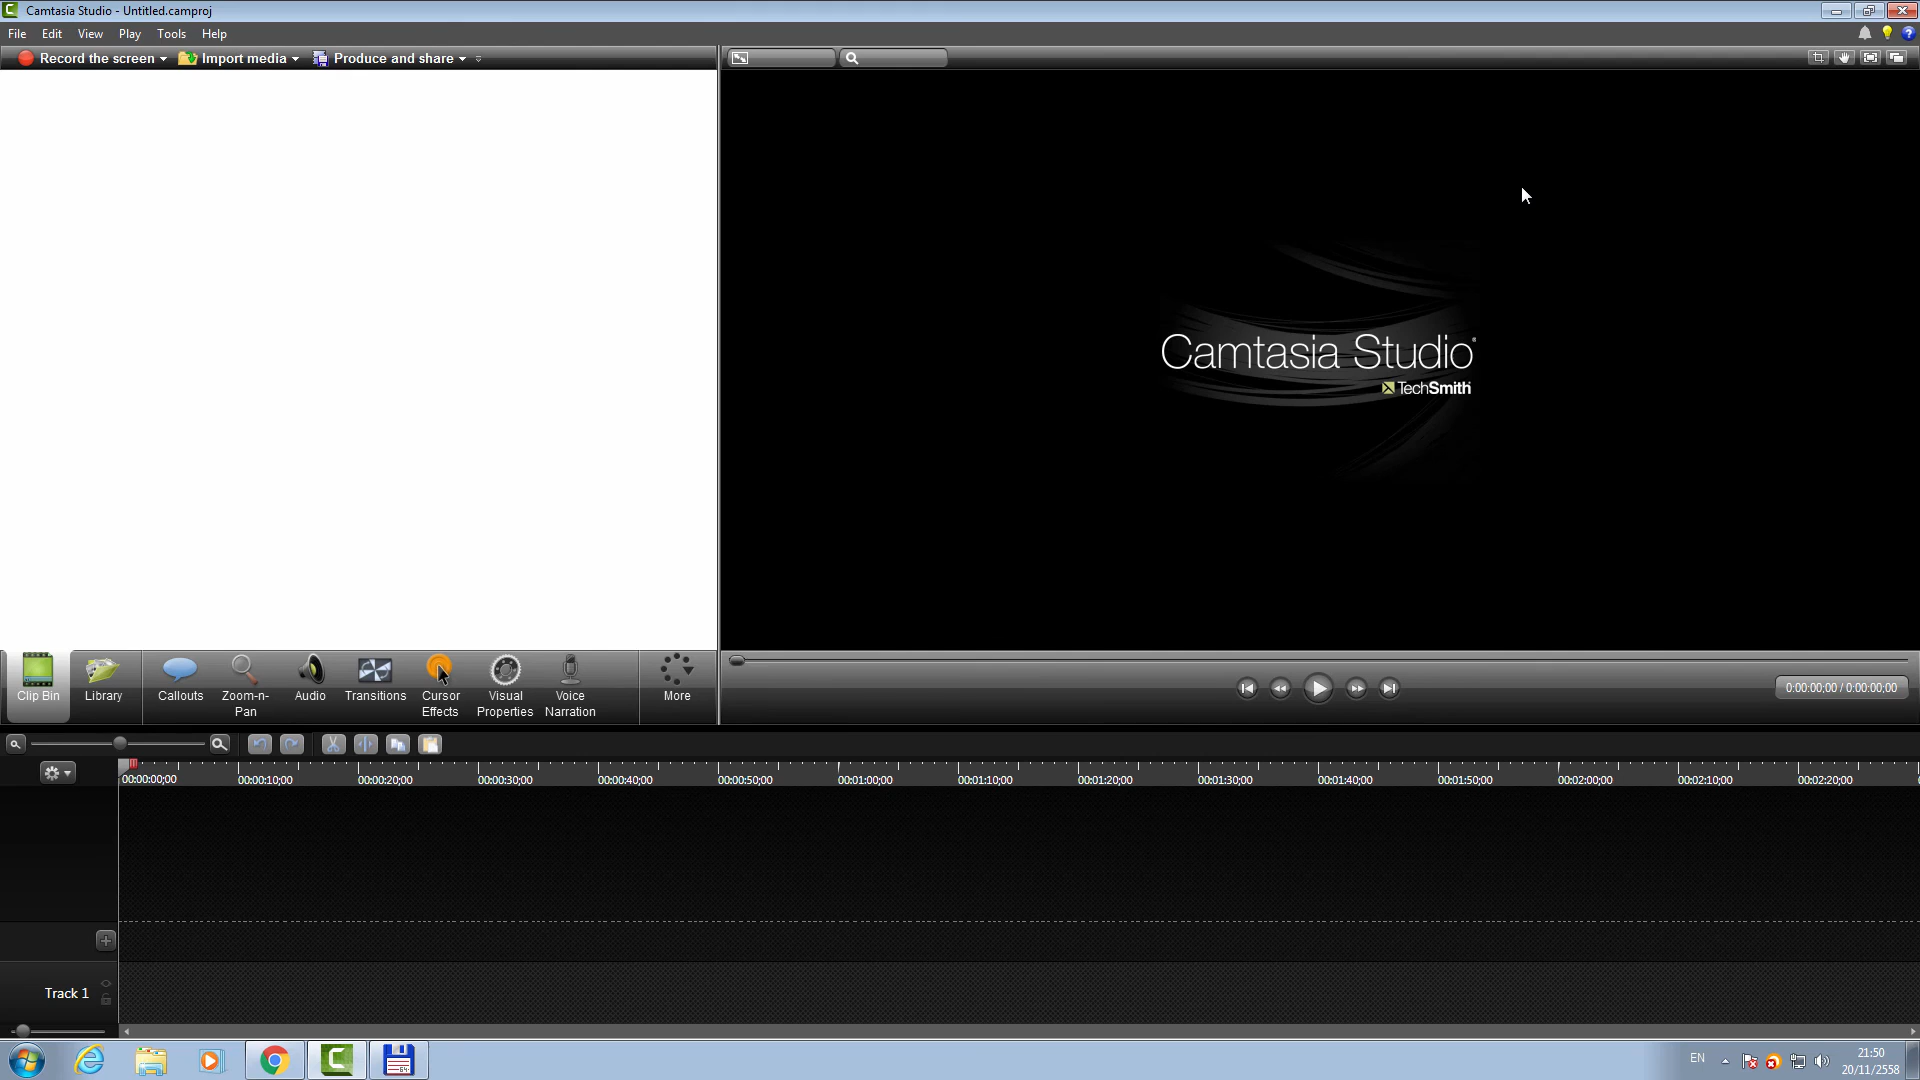 Camtasia Studio - Untitled.camproj
File Edit View Play Tools Help
Record the screen Import media Produce and share
Camtasia Studio
TechSmith
Clip Bin Library Callouts Zoom-n-Pan Audio Transitions Cursor Effects Visual Properties Voice Narration More
0:00:00;00 / 0:00:00;00
00:00:00;00 00:00:10;00 00:00:20;00 00:00:30;00 00:00:40;00 00:00:50;00 00:01:00;00 00:01:10;00 00:01:20;00 00:01:30;00 00:01:40;00 00:01:50;00 00:02:00;00 00:02:10;00 00:02:20;00
Track 1
EN
21:50
20/11/2558